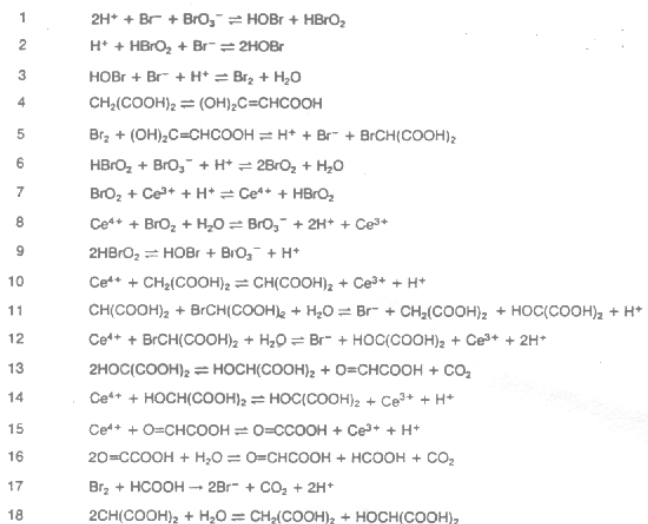 1 2H⁺ + Br⁻ + BrO₃⁻ ⇌ HOBr + HBrO₂
2 H⁺ + HBrO₂ + Br⁻ ⇌ 2HOBr
3 HOBr + Br⁻ + H⁺ ⇌ Br₂ + H₂O
4 CH₂(COOH)₂ ⇌ (OH)₂C=CHCOOH
5 Br₂ + (OH)₂C=CHCOOH ⇌ H⁺ + Br⁻ + BrCH(COOH)₂
6 HBrO₂ + BrO₃⁻ + H⁺ ⇌ 2BrO₂ + H₂O
7 BrO₂ + Ce³⁺ + H⁺ ⇌ Ce⁴⁺ + HBrO₂
8 Ce⁴⁺ + BrO₂ + H₂O ⇌ BrO₃⁻ + 2H⁺ + Ce³⁺
9 2HBrO₂ ⇌ HOBr + BrO₃⁻ + H⁺
10 Ce⁴⁺ + CH₂(COOH)₂ ⇌ CH(COOH)₂ + Ce³⁺ + H⁺
11 CH(COOH)₂ + BrCH(COOH)₂ + H₂O ⇌ Br⁻ + CH₂(COOH)₂ + HOC(COOH)₂ + H⁺
12 Ce⁴⁺ + BrCH(COOH)₂ + H₂O ⇌ Br⁻ + HOC(COOH)₂ + Ce³⁺ + 2H⁺
13 2HOC(COOH)₂ ⇌ HOCH(COOH)₂ + O=CHCOOH + CO₂
14 Ce⁴⁺ + HOCH(COOH)₂ ⇌ HOC(COOH)₂ + Ce³⁺ + H⁺
15 Ce⁴⁺ + O=CHCOOH ⇌ O=CCOOH + Ce³⁺ + H⁺
16 2O=CCOOH + H₂O ⇌ O=CHCOOH + HCOOH + CO₂
17 Br₂ + HCOOH → 2Br⁻ + CO₂ + 2H⁺
18 2CH(COOH)₂ + H₂O ⇌ CH₂(COOH)₂ + HOCH(COOH)₂